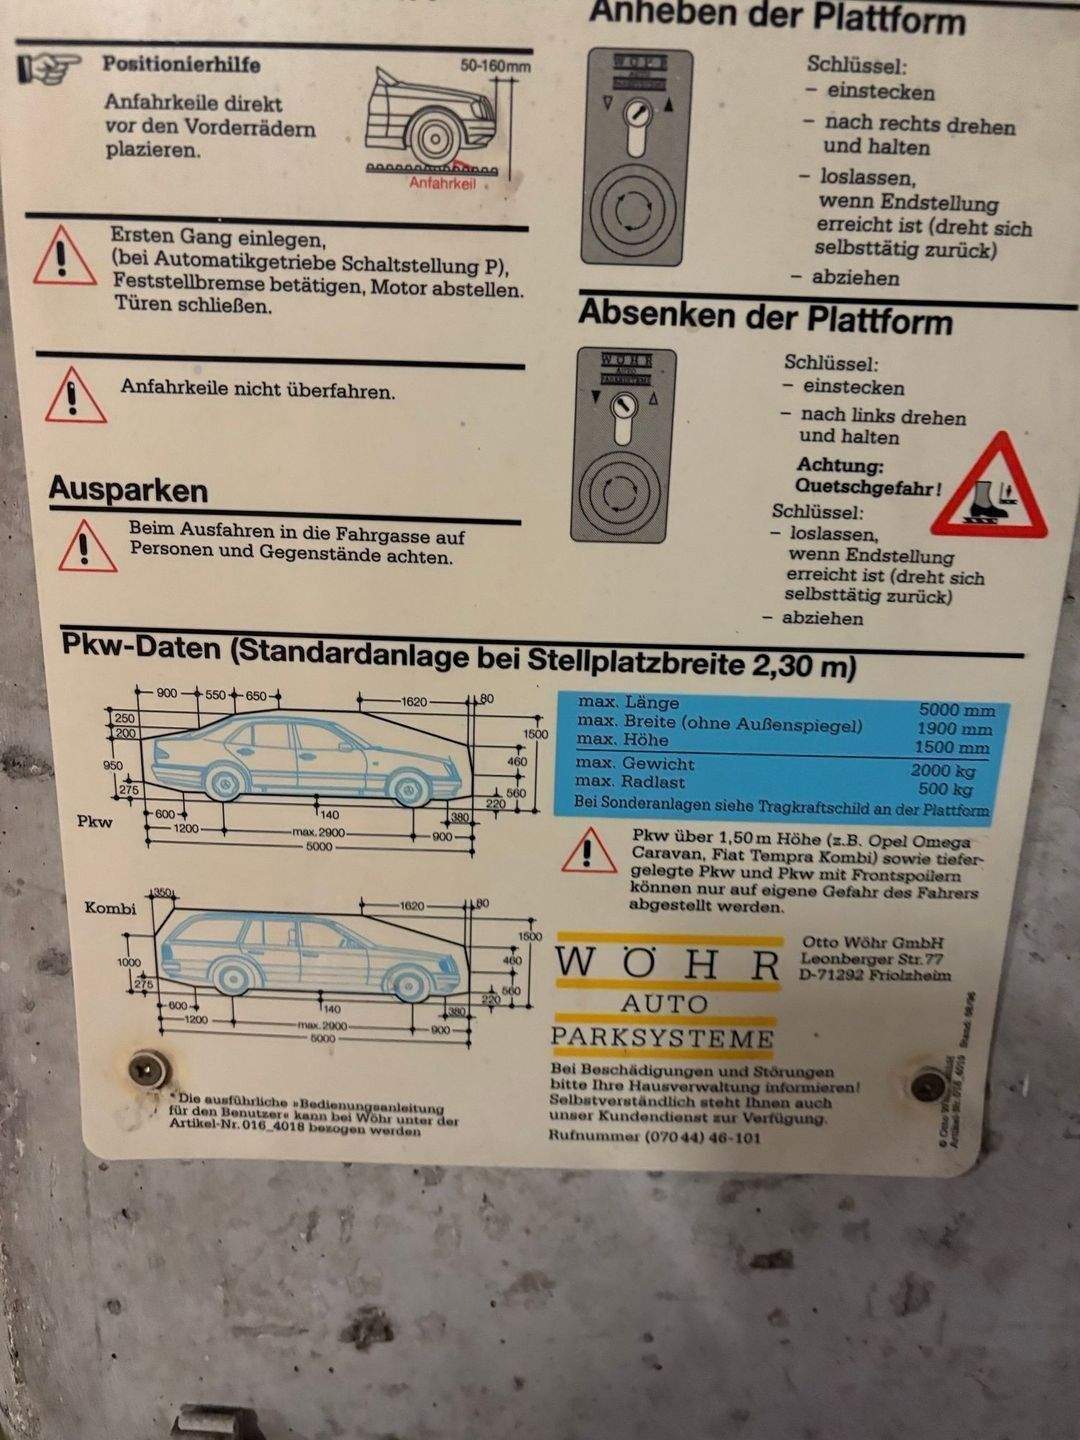 Positionierhilfe
Anfahrkeile direkt
vor den Vorderrädern
plazieren.
50-160mm
Anfahrkeil
Ersten Gang einlegen,
(bei Automatikgetriebe Schaltstellung P),
Feststellbremse betätigen, Motor abstellen.
Türen schließen.
Anfahrkeile nicht überfahren.
Ausparken
Beim Ausfahren in die Fahrgasse auf
Personen und Gegenstände achten.
Anheben der Plattform
Schlüssel:
– einstecken
– nach rechts drehen
und halten
– loslassen,
wenn Endstellung
erreicht ist (dreht sich
selbsttätig zurück)
– abziehen
Absenken der Plattform
WÖHR
AUTO
PARKSYSTEME
Schlüssel:
– einstecken
– nach links drehen
und halten
Achtung:
Quetschgefahr!
Schlüssel:
– loslassen,
wenn Endstellung
erreicht ist (dreht sich
selbsttätig zurück)
– abziehen
Pkw-Daten (Standardanlage bei Stellplatzbreite 2,30 m)
900 550 650 1620 80
250
200
950
275
1500
460
560
220
600 140 380
1200 max. 2900 900
5000
Pkw
max. Länge 5000 mm
max. Breite (ohne Außenspiegel) 1900 mm
max. Höhe 1500 mm
max. Gewicht 2000 kg
max. Radlast 500 kg
Bei Sonderanlagen siehe Tragkraftschild an der Plattform
Pkw über 1,50 m Höhe (z.B. Opel Omega
Caravan, Fiat Tempra Kombi) sowie tiefer-
gelegte Pkw und Pkw mit Frontspoilern
können nur auf eigene Gefahr des Fahrers
abgestellt werden.
Kombi
350 1620 80
1000
275
1500
460
560
220
600 140 380
1200 max. 2900 900
5000
WÖHR
AUTO
PARKSYSTEME
Otto Wöhr GmbH
Leonberger Str. 77
D-71292 Friolzheim
Bei Beschädigungen und Störungen
bitte Ihre Hausverwaltung informieren!
Selbstverständlich steht Ihnen auch
unser Kundendienst zur Verfügung.
Rufnummer (070 44) 46-101
* Die ausführliche »Bedienungsanleitung
für den Benutzer« kann bei Wöhr unter der
Artikel-Nr. 016_4018 bezogen werden
© Otto
Artikel-Nr. 016_4019 Stand: 98/96